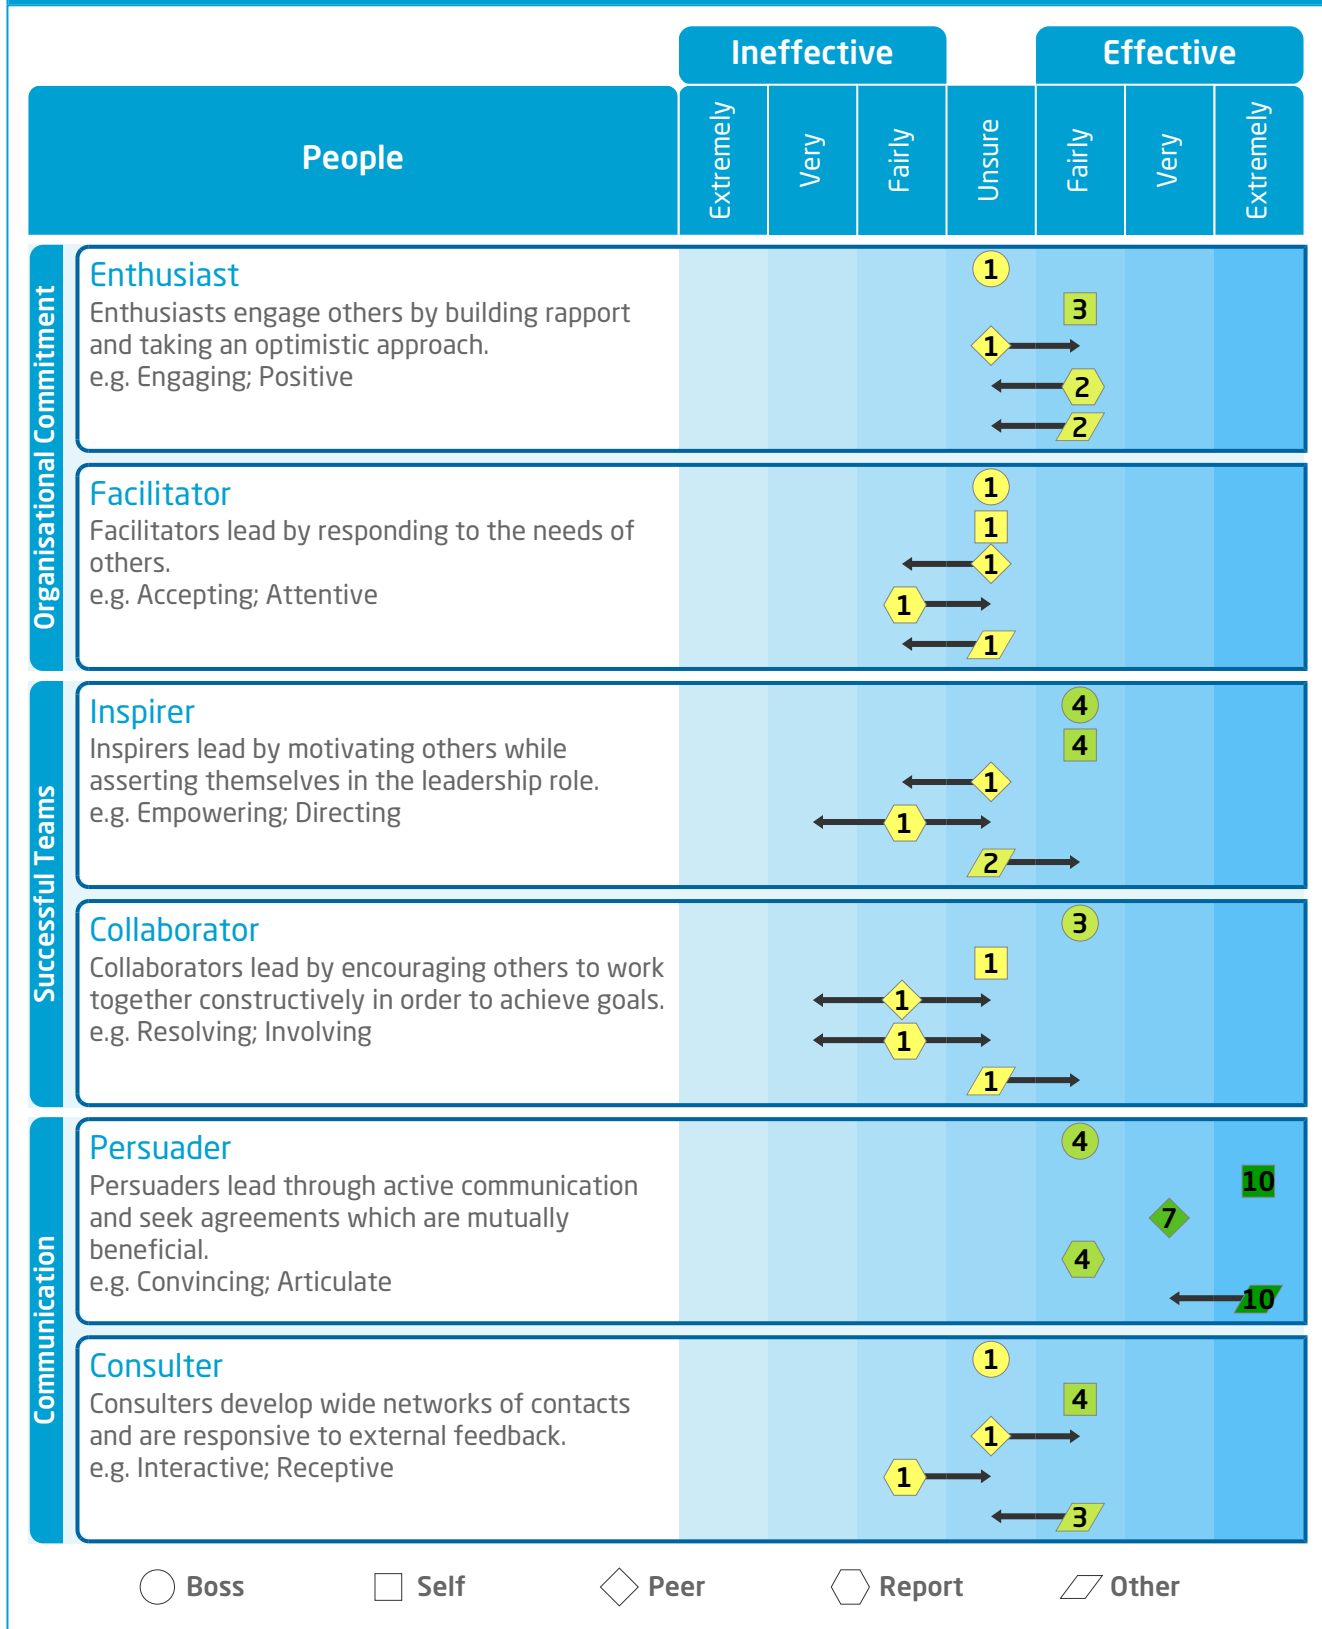 Ineffective
Effective
People
Extremely
Very
Fairly
Unsure
Fairly
Very
Extremely
Organisational Commitment
Enthusiast
Enthusiasts engage others by building rapport
and taking an optimistic approach.
e.g. Engaging; Positive
1
3
1
2
2
Facilitator
Facilitators lead by responding to the needs of
others.
e.g. Accepting; Attentive
1
1
1
1
1
Successful Teams
Inspirer
Inspirers lead by motivating others while
asserting themselves in the leadership role.
e.g. Empowering; Directing
4
4
1
1
2
Collaborator
Collaborators lead by encouraging others to work
together constructively in order to achieve goals.
e.g. Resolving; Involving
3
1
1
1
1
Communication
Persuader
Persuaders lead through active communication
and seek agreements which are mutually
beneficial.
e.g. Convincing; Articulate
4
10
7
4
10
Consulter
Consulters develop wide networks of contacts
and are responsive to external feedback.
e.g. Interactive; Receptive
1
4
1
1
3
Boss
Self
Peer
Report
Other